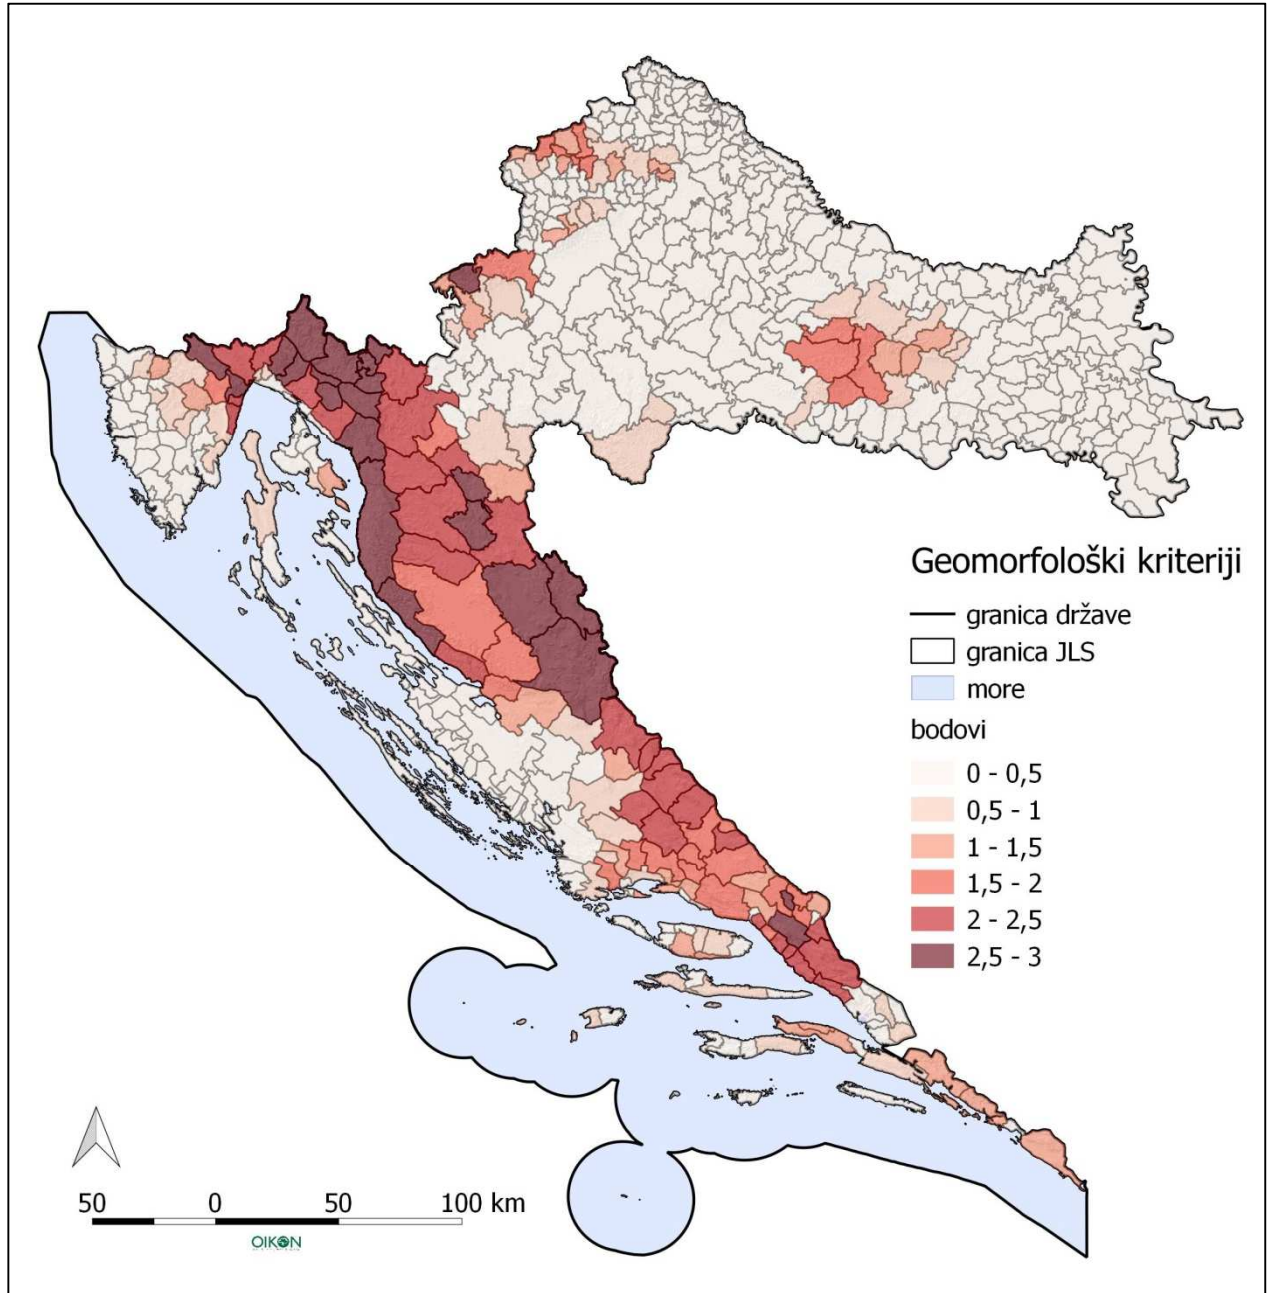 Geomorfološki kriteriji
granica države
granica JLS
more
bodovi
0 - 0,5
0,5 - 1
1 - 1,5
1,5 - 2
2 - 2,5
2,5 - 3
50 0 50 100 km
OIKON